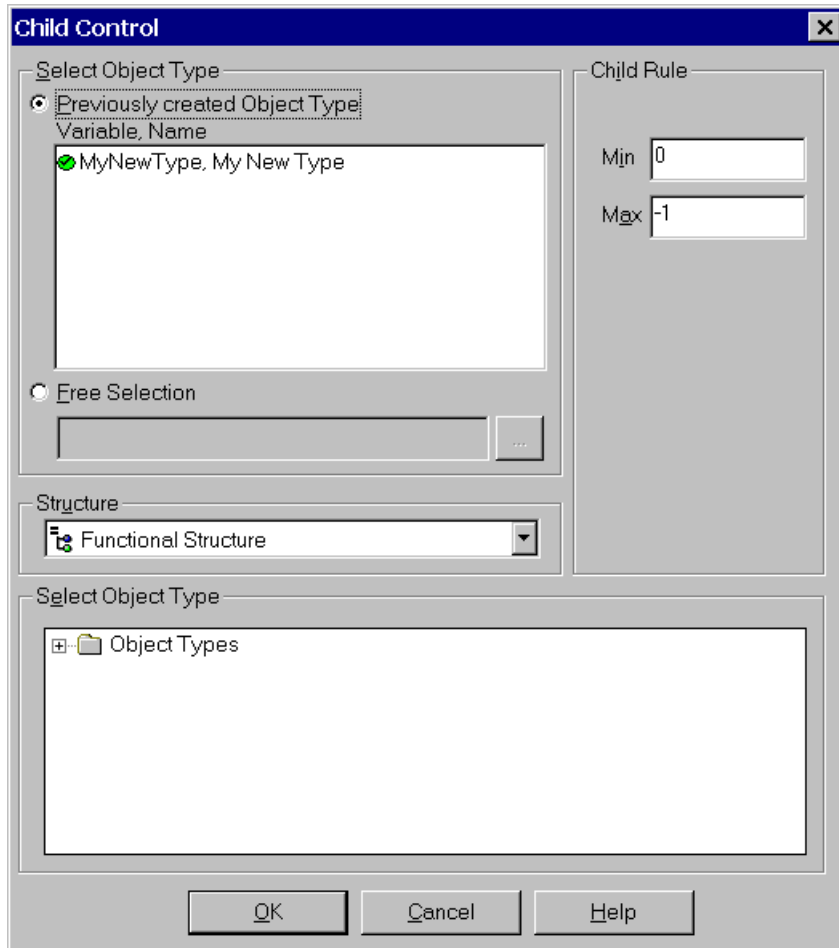 Child Control
Select Object Type
Previously created Object Type
Variable, Name
MyNewType, My New Type
Free Selection
...
Structure
Functional Structure
Child Rule
Min 0
Max -1
Select Object Type
Object Types
OK Cancel Help